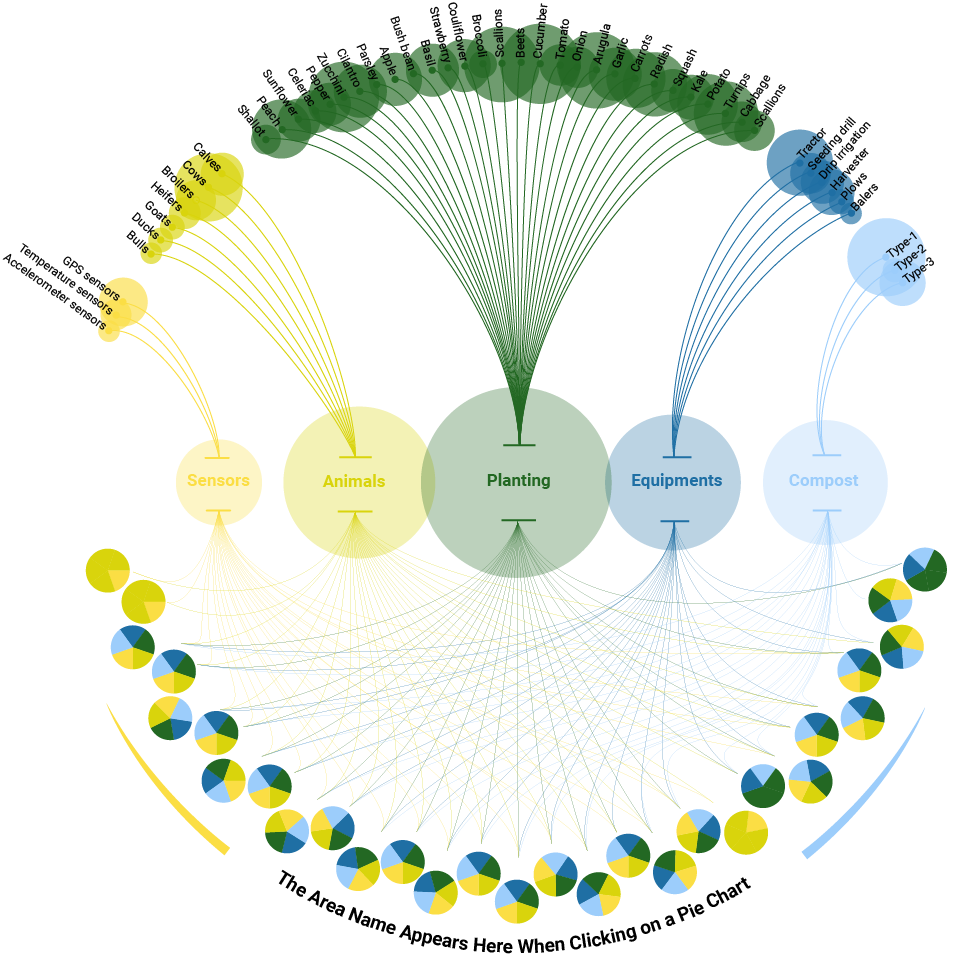 GPS sensors
Temperature sensors
Accelerometer sensors
Calves
Cows
Broilers
Heifers
Goats
Ducks
Bulls
Shallot
Peach
Sunflower
Celeriac
Pepper
Zucchini
Cilantro
Parsley
Apple
Bush bean
Basil
Strawberry
Couliflower
Broccoli
Scallions
Beets
Cucumber
Tomato
Onion
Arugula
Garlic
Carrots
Radish
Squash
Kale
Potato
Turnips
Cabbage
Scallions
Tractor
Seeding drill
Drip irrigation
Harvester
Plows
Balers
Type-1
Type-2
Type-3
Sensors
Animals
Planting
Equipments
Compost
The Area Name Appears Here When Clicking on a Pie Chart